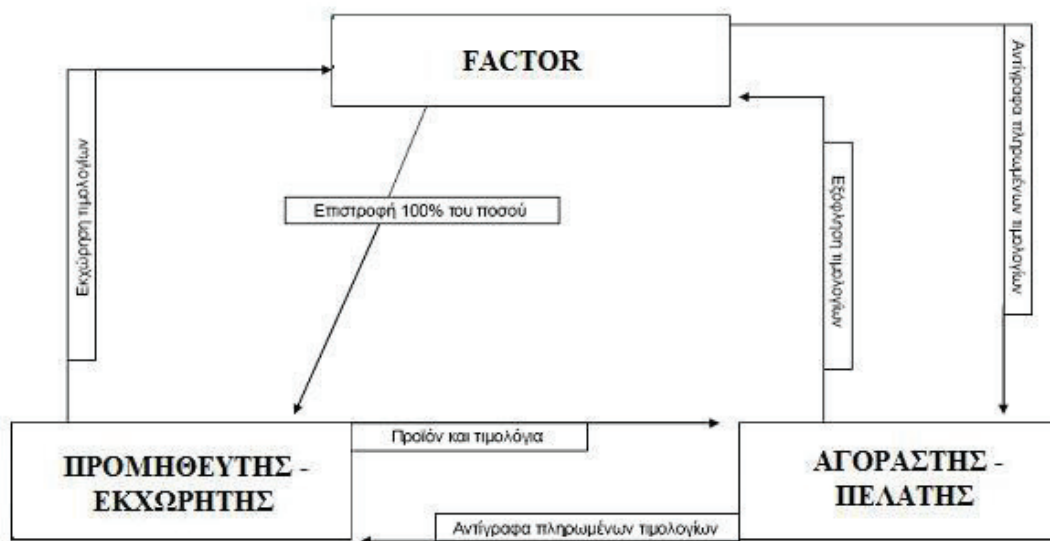 FACTOR
Εκχώρηση τιμολογίων
Επιστροφή 100% του ποσού
Εξόφληση τιμολογίων
Αντίγραφα πληρωμένων τιμολογίων
Προϊόν και τιμολόγια
ΠΡΟΜΗΘΕΥΤΗΣ -
ΕΚΧΩΡΗΤΗΣ
ΑΓΟΡΑΣΤΗΣ -
ΠΕΛΑΤΗΣ
Αντίγραφα πληρωμένων τιμολογίων